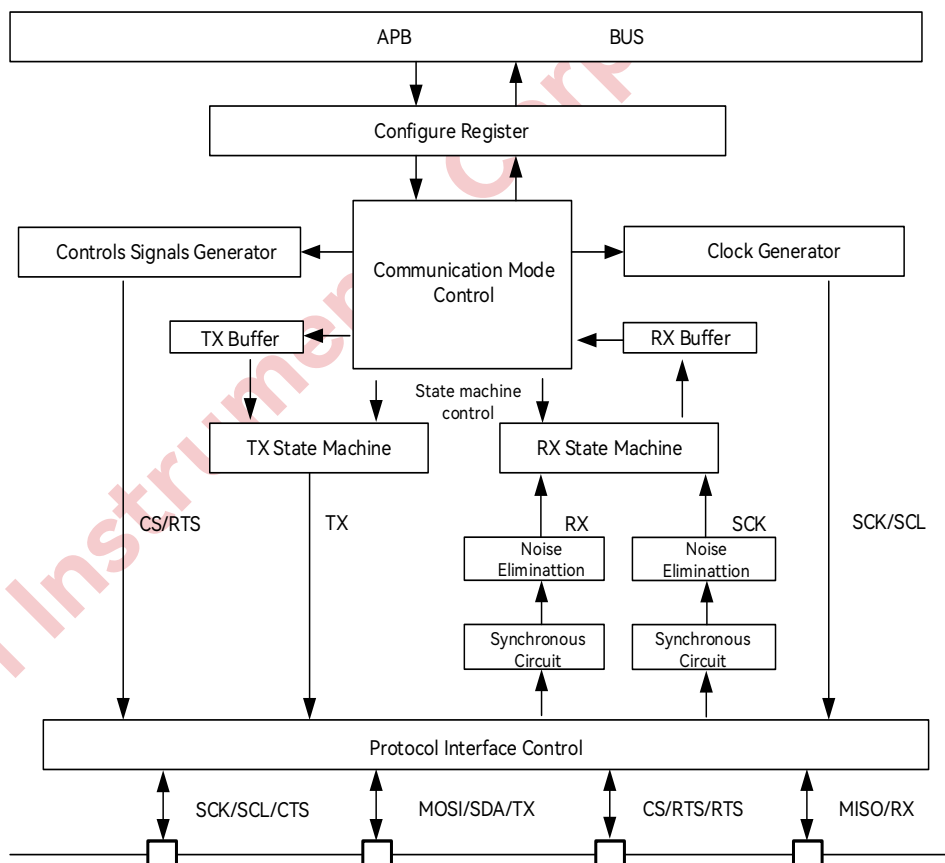 APB BUS
Configure Register
Controls Signals Generator
Communication Mode
Control
Clock Generator
TX Buffer
RX Buffer
State machine
control
TX State Machine
RX State Machine
CS/RTS
TX
RX
SCK
SCK/SCL
Noise
Eliminattion
Noise
Eliminattion
Synchronous
Circuit
Synchronous
Circuit
Protocol Interface Control
SCK/SCL/CTS
MOSI/SDA/TX
CS/RTS/RTS
MISO/RX